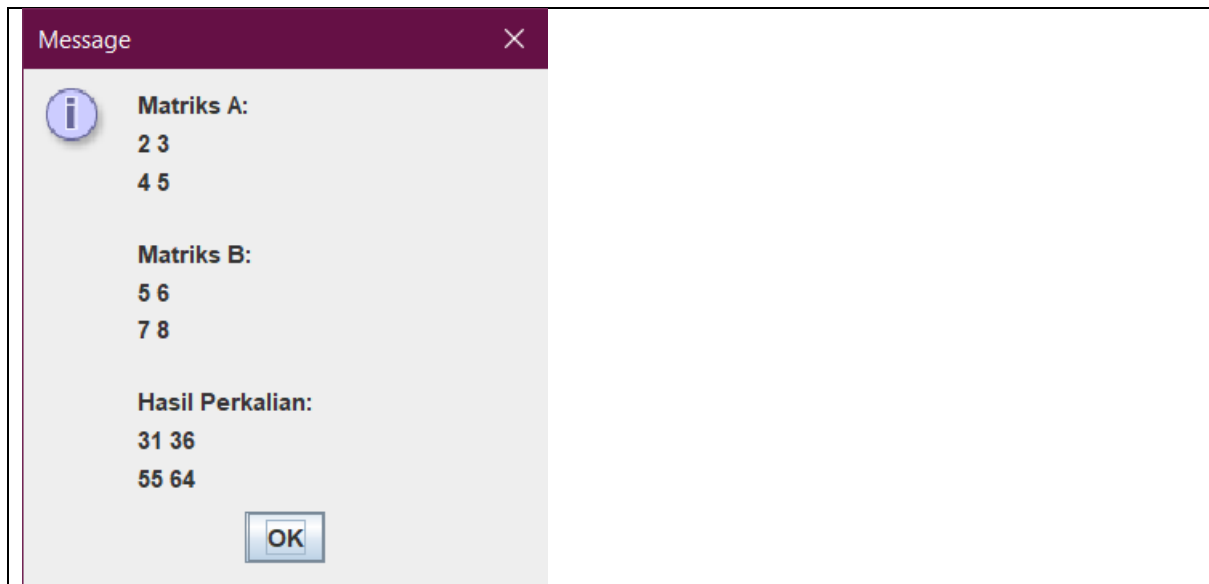 Message
Matriks A:
2 3
4 5
Matriks B:
5 6
7 8
Hasil Perkalian:
31 36
55 64
OK